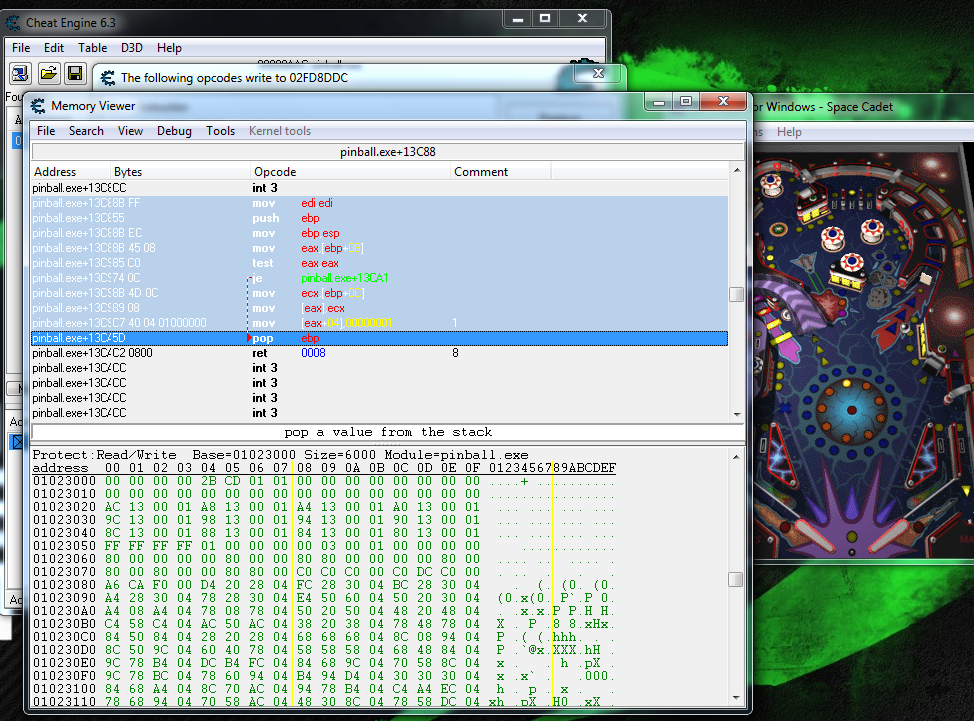 Cheat Engine 6.3
File Edit Table D3D Help
The following opcodes write to 02FD8DDC
Memory Viewer
or Windows - Space Cadet
File Search View Debug Tools Kernel tools
Help
pinball.exe+13C88
Address Bytes Opcode Comment
pinball.exe+13C8 CC int 3
pinball.exe+13C8 8B FF mov edi edi
pinball.exe+13C8 55 push ebp
pinball.exe+13C8 8B EC mov ebp esp
pinball.exe+13C8 8B 45 08 mov eax [ebp+08]
pinball.exe+13C9 85 C0 test eax eax
pinball.exe+13C9 74 0C je pinball.exe+13CA1
pinball.exe+13C9 8B 4D 0C mov ecx [ebp+0C]
pinball.exe+13C9 89 08 mov [eax] ecx
pinball.exe+13C9 C7 40 04 01000000 mov [eax+04],00000001 1
pinball.exe+13CA 5D pop ebp
pinball.exe+13CA C2 0800 ret 0008 8
pinball.exe+13CA CC int 3
pinball.exe+13CA CC int 3
pinball.exe+13CA CC int 3
pinball.exe+13CA CC int 3
pop a value from the stack
Protect:Read/Write Base=01023000 Size=6000 Module=pinball.exe
address 00 01 02 03 04 05 06 07 08 09 0A 0B 0C 0D 0E 0F 0123456789ABCDEF
01023000 00 00 00 00 2B CD 01 01 00 00 00 00 00 00 00 00 ....+ . .. .. .. .
01023010 00 00 00 00 00 00 00 00 00 00 00 00 00 00 00 00
01023020 AC 13 00 01 A8 13 00 01 A4 13 00 01 A0 13 00 01
01023030 9C 13 00 01 98 13 00 01 94 13 00 01 90 13 00 01
01023040 8C 13 00 01 88 13 00 01 84 13 00 01 80 13 00 01
01023050 FF FF FF FF 01 00 00 00 00 03 00 01 00 00 00 00
01023060 80 00 00 00 80 00 00 00 80 80 00 00 80 80 00 00
01023070 00 80 00 00 80 00 80 00 C0 C0 C0 00 C0 DC C0 00
01023080 A6 CA F0 00 D4 20 28 04 FC 28 30 04 BC 28 30 04
01023090 A4 28 30 04 78 28 30 04 E4 50 60 04 50 20 30 04
010230A0 A4 08 A4 04 78 08 78 04 50 20 50 04 48 20 48 04
010230B0 C4 58 C4 04 AC 50 AC 04 38 20 38 04 78 48 78 04
010230C0 84 50 84 04 28 20 28 04 68 68 68 04 8C 08 94 04
010230D0 8C 50 9C 04 60 40 78 04 58 58 58 04 68 48 84 04
010230E0 9C 78 B4 04 DC B4 FC 04 84 68 9C 04 70 58 8C 04
010230F0 9C 78 BC 04 78 60 94 04 B4 94 D4 04 30 30 30 04
01023100 84 68 A4 04 8C 70 AC 04 94 78 B4 04 C4 A4 EC 04
01023110 78 68 94 04 70 58 AC 04 48 30 8C 04 78 58 DC 04